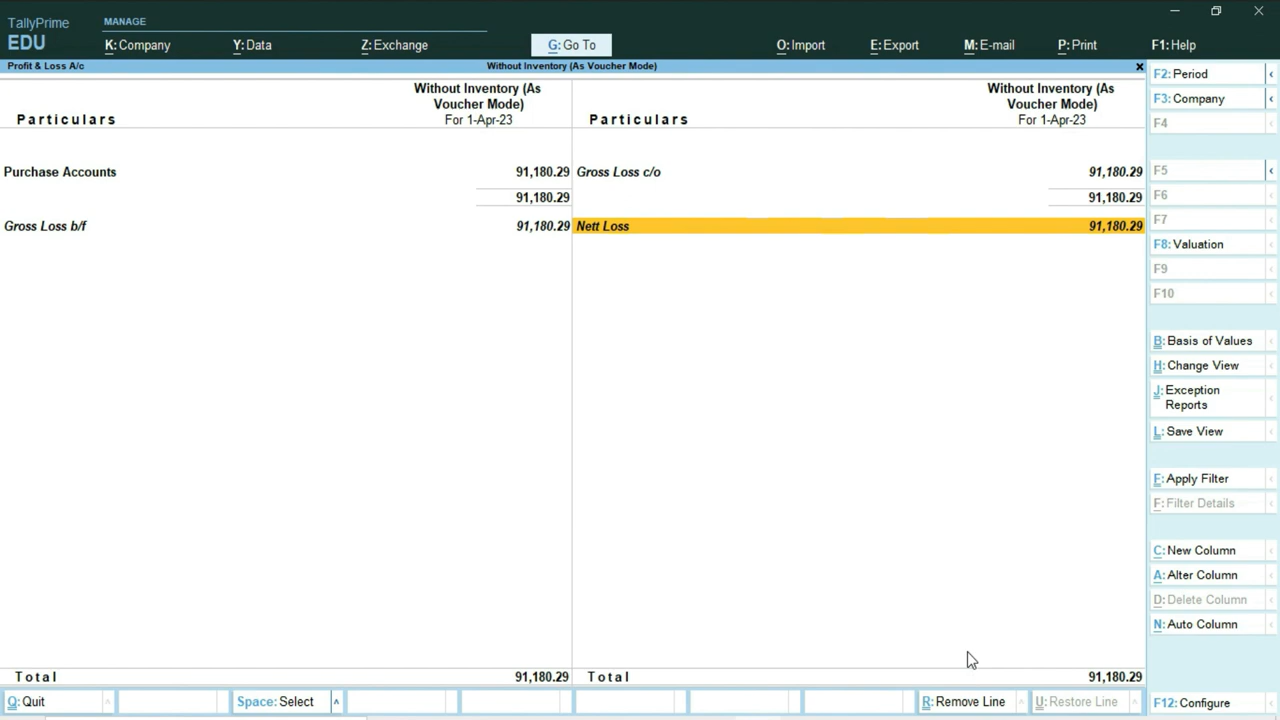 TallyPrime
EDU
MANAGE
K: Company
Y: Data
Z: Exchange
G: Go To
O: Import
E: Export
M: E-mail
P: Print
F1: Help
Profit & Loss A/c
Without Inventory (As Voucher Mode)
x
Particulars
Without Inventory (As
Voucher Mode)
For 1-Apr-23
Particulars
Without Inventory (As
Voucher Mode)
For 1-Apr-23
Purchase Accounts 91,180.29 Gross Loss c/o 91,180.29
91,180.29 91,180.29
Gross Loss b/f 91,180.29 Nett Loss 91,180.29
Total 91,180.29 Total 91,180.29
F2: Period
F3: Company
F4
F5
F6
F7
F8: Valuation
F9
F10
B: Basis of Values
H: Change View
J: Exception
Reports
L: Save View
F: Apply Filter
F: Filter Details
C: New Column
A: Alter Column
D: Delete Column
N: Auto Column
F12: Configure
Q: Quit
Space: Select
R: Remove Line
U: Restore Line